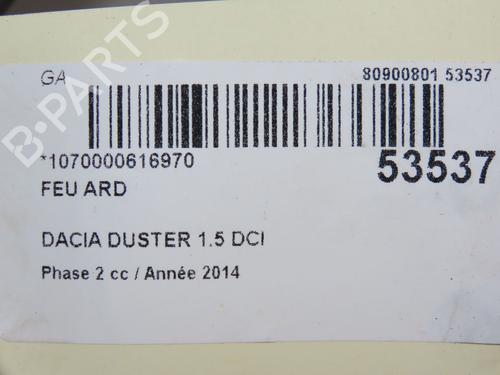 GA
80900801 53537
*1070000616970
53537
FEU ARD
DACIA DUSTER 1.5 DCI
Phase 2 cc / Année 2014
B-PARTS